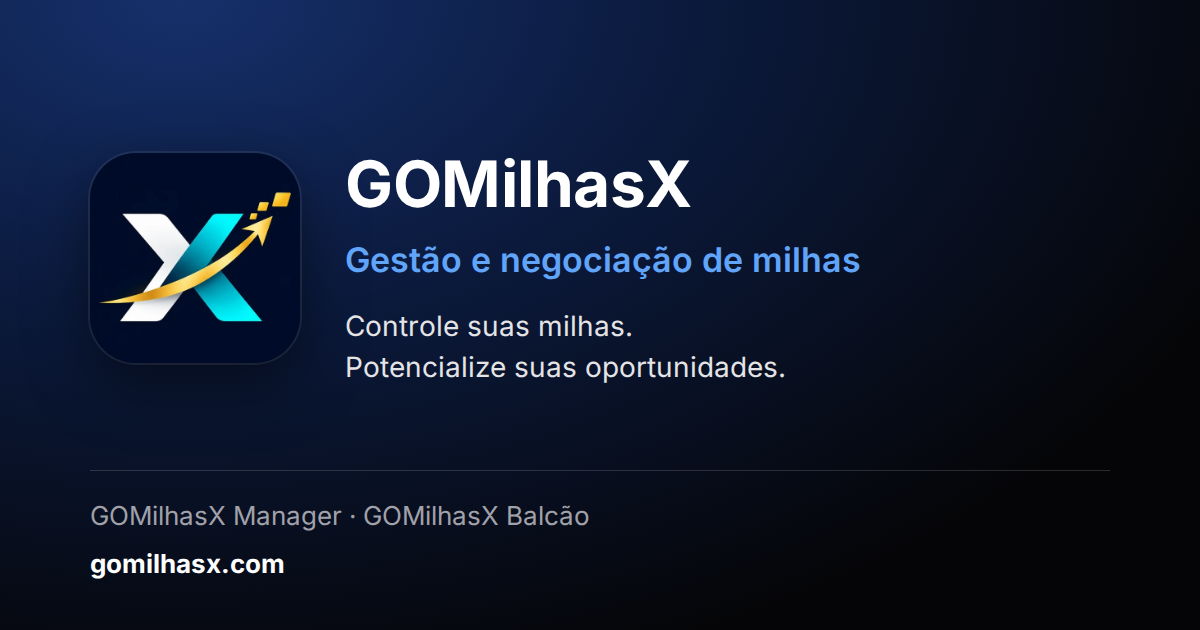 GOMilhasX
Gestão e negociação de milhas
Controle suas milhas.
Potencialize suas oportunidades.
GOMilhasX Manager · GOMilhasX Balcão
gomilhasx.com